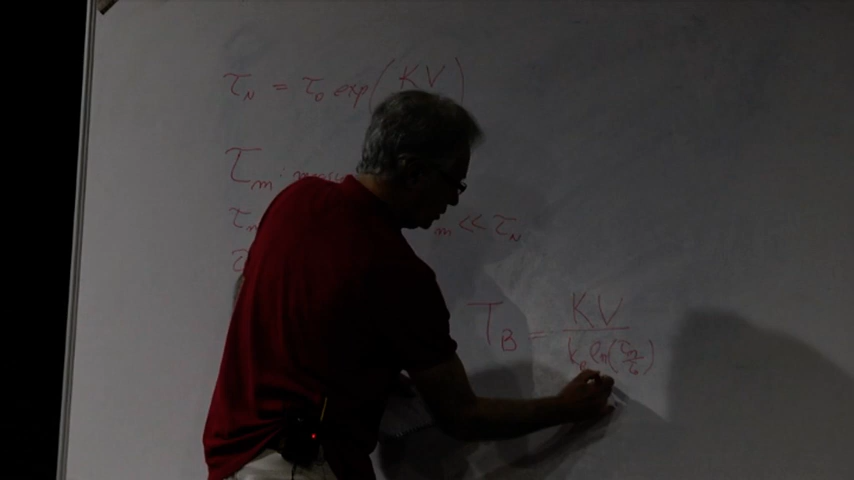 τ_N = τ_0 exp(KV)
τ_m :
τ_m  m << τ_N
T_B = KV / k_B ln(τ_m/τ_0)